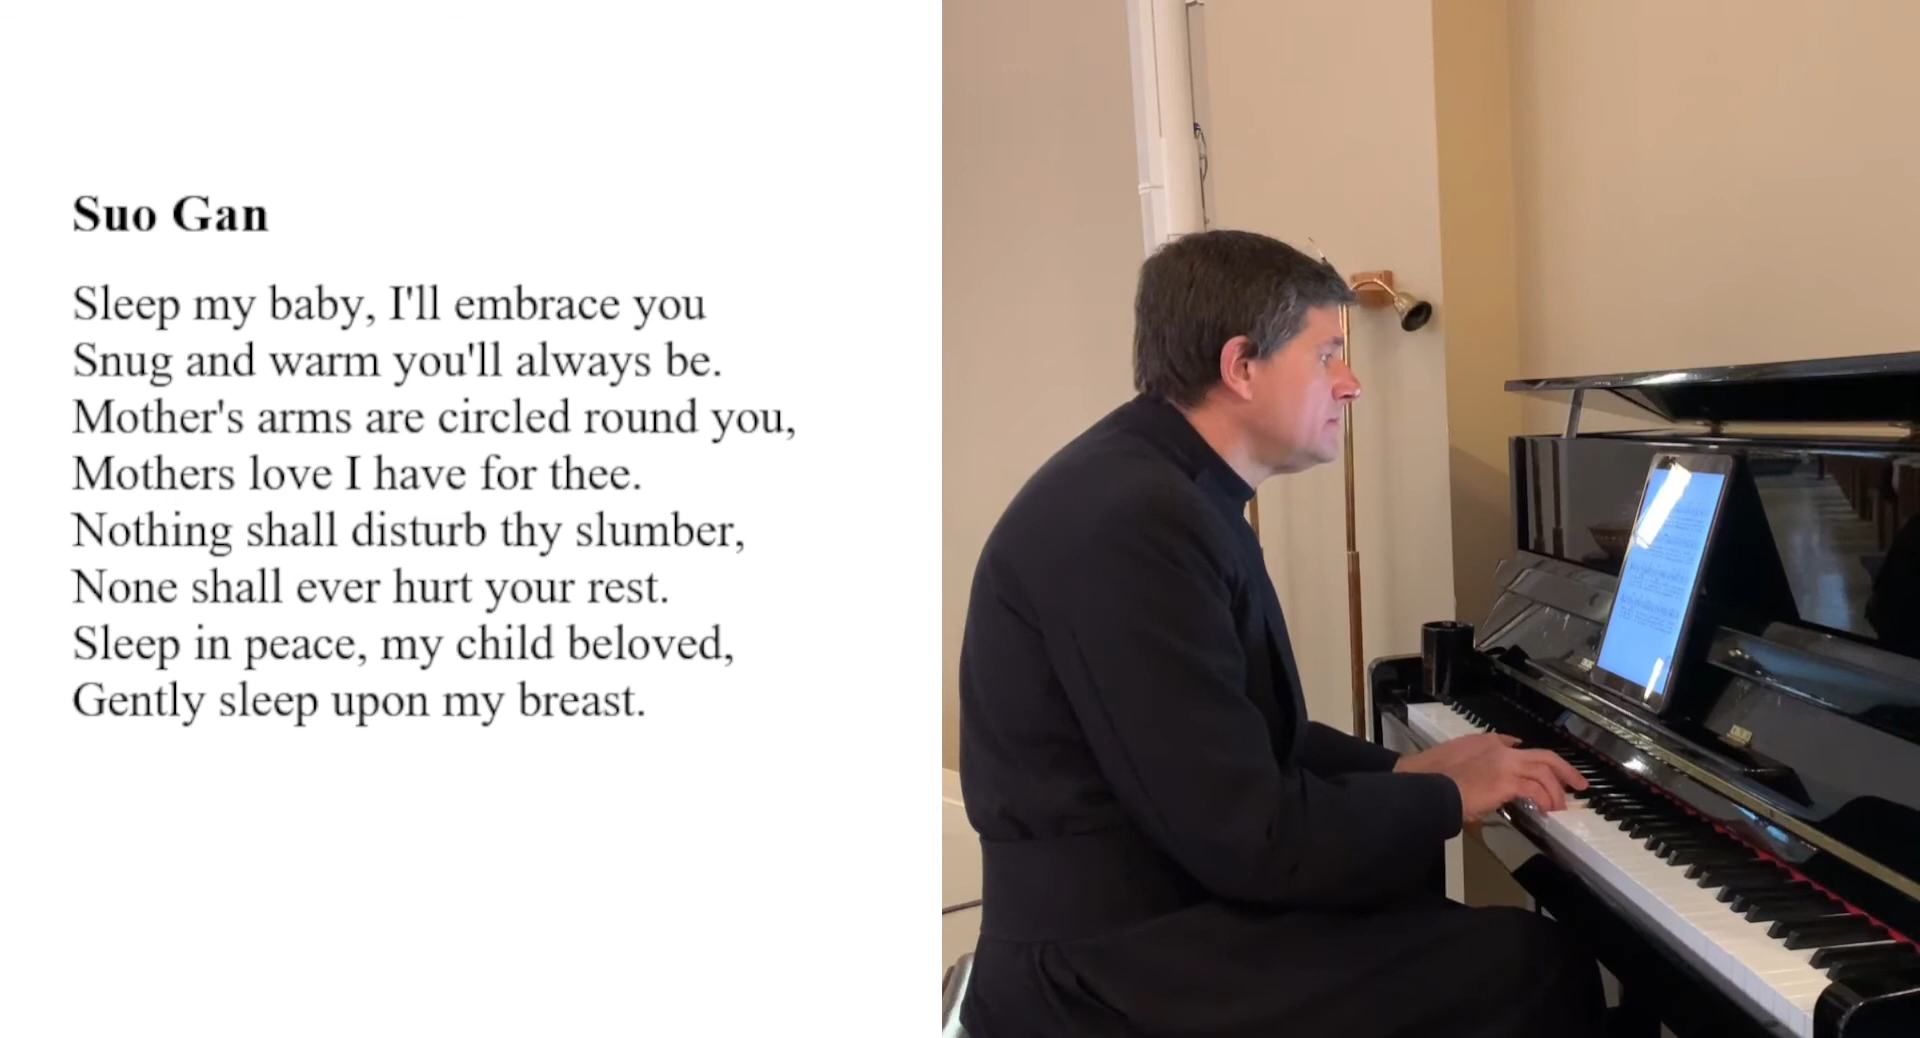 Suo Gan
Sleep my baby, I'll embrace you
Snug and warm you'll always be.
Mother's arms are circled round you,
Mothers love I have for thee.
Nothing shall disturb thy slumber,
None shall ever hurt your rest.
Sleep in peace, my child beloved,
Gently sleep upon my breast.